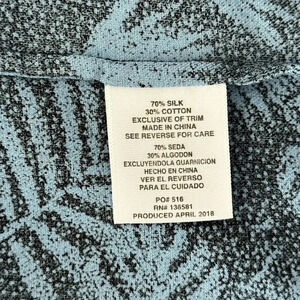 70% SILK
30% COTTON
EXCLUSIVE OF TRIM
MADE IN CHINA
SEE REVERSE FOR CARE
70% SEDA
30% ALGODON
EXCLUYENDOLA GUARNICION
HECHO EN CHINA
VER EL REVERSO
PARA EL CUIDADO
PO# 516
RN# 136581
PRODUCED APRIL 2018